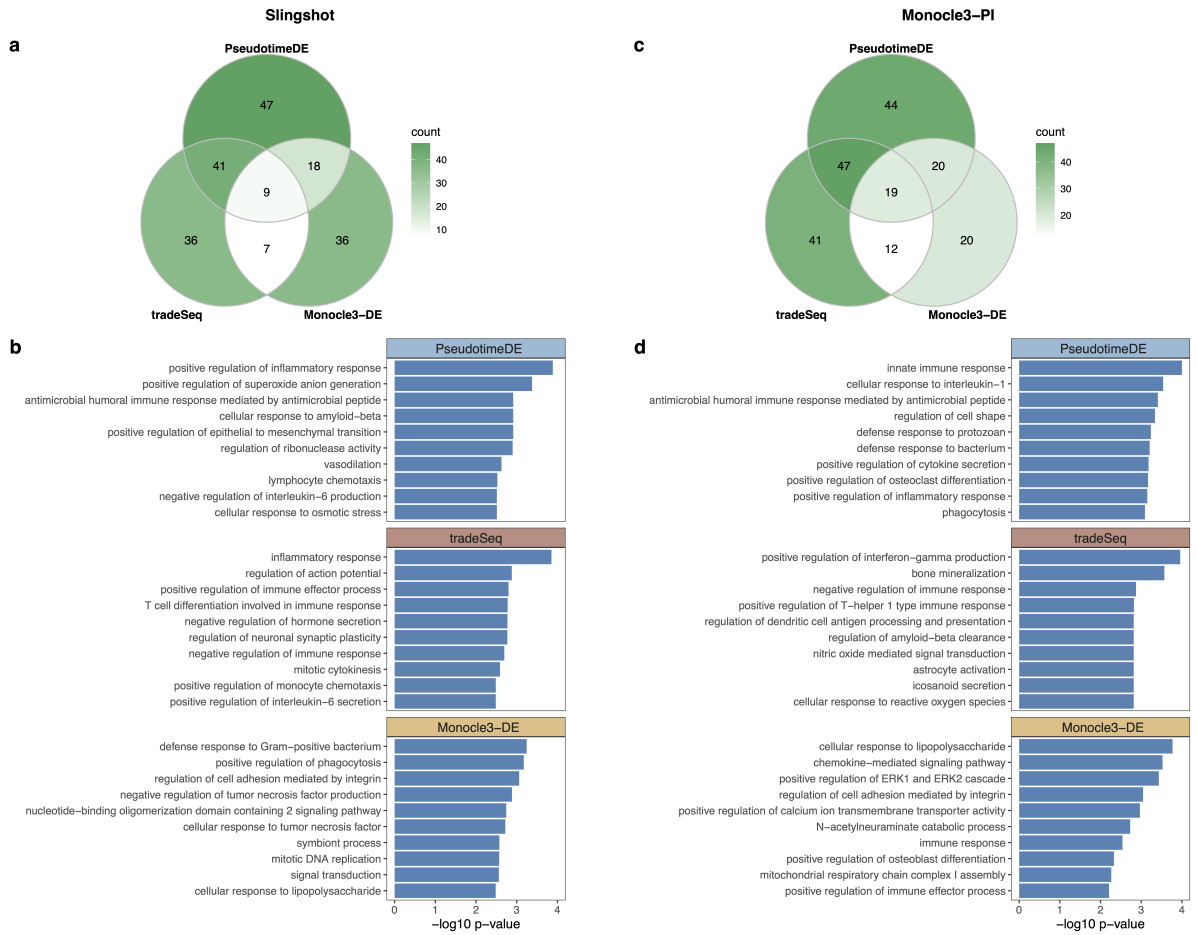 Slingshot
Monocle3−PI
a
PseudotimeDE
47
41
18
9
36
7
36
tradeSeq
Monocle3−DE
count
40
30
20
10
c
PseudotimeDE
44
47
20
19
41
12
20
tradeSeq
Monocle3−DE
count
40
30
20
b
PseudotimeDE
positive regulation of inflammatory response
positive regulation of superoxide anion generation
antimicrobial humoral immune response mediated by antimicrobial peptide
cellular response to amyloid−beta
positive regulation of epithelial to mesenchymal transition
regulation of ribonuclease activity
vasodilation
lymphocyte chemotaxis
negative regulation of interleukin−6 production
cellular response to osmotic stress
tradeSeq
inflammatory response
regulation of action potential
positive regulation of immune effector process
T cell differentiation involved in immune response
negative regulation of hormone secretion
regulation of neuronal synaptic plasticity
negative regulation of immune response
mitotic cytokinesis
positive regulation of monocyte chemotaxis
positive regulation of interleukin−6 secretion
Monocle3−DE
defense response to Gram−positive bacterium
positive regulation of phagocytosis
regulation of cell adhesion mediated by integrin
negative regulation of tumor necrosis factor production
nucleotide−binding oligomerization domain containing 2 signaling pathway
cellular response to tumor necrosis factor
symbiont process
mitotic DNA replication
signal transduction
cellular response to lipopolysaccharide
0 1 2 3 4
−log10 p−value
d
PseudotimeDE
innate immune response
cellular response to interleukin−1
antimicrobial humoral immune response mediated by antimicrobial peptide
regulation of cell shape
defense response to protozoan
defense response to bacterium
positive regulation of cytokine secretion
positive regulation of osteoclast differentiation
positive regulation of inflammatory response
phagocytosis
tradeSeq
positive regulation of interferon−gamma production
bone mineralization
negative regulation of immune response
positive regulation of T−helper 1 type immune response
regulation of dendritic cell antigen processing and presentation
regulation of amyloid−beta clearance
nitric oxide mediated signal transduction
astrocyte activation
icosanoid secretion
cellular response to reactive oxygen species
Monocle3−DE
cellular response to lipopolysaccharide
chemokine−mediated signaling pathway
positive regulation of ERK1 and ERK2 cascade
regulation of cell adhesion mediated by integrin
positive regulation of calcium ion transmembrane transporter activity
N−acetylneuraminate catabolic process
immune response
positive regulation of osteoblast differentiation
mitochondrial respiratory chain complex I assembly
positive regulation of immune effector process
0 1 2 3 4
−log10 p−value